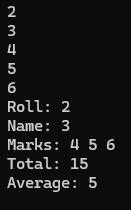 2
3
4
5
6
Roll: 2
Name: 3
Marks: 4 5 6
Total: 15
Average: 5